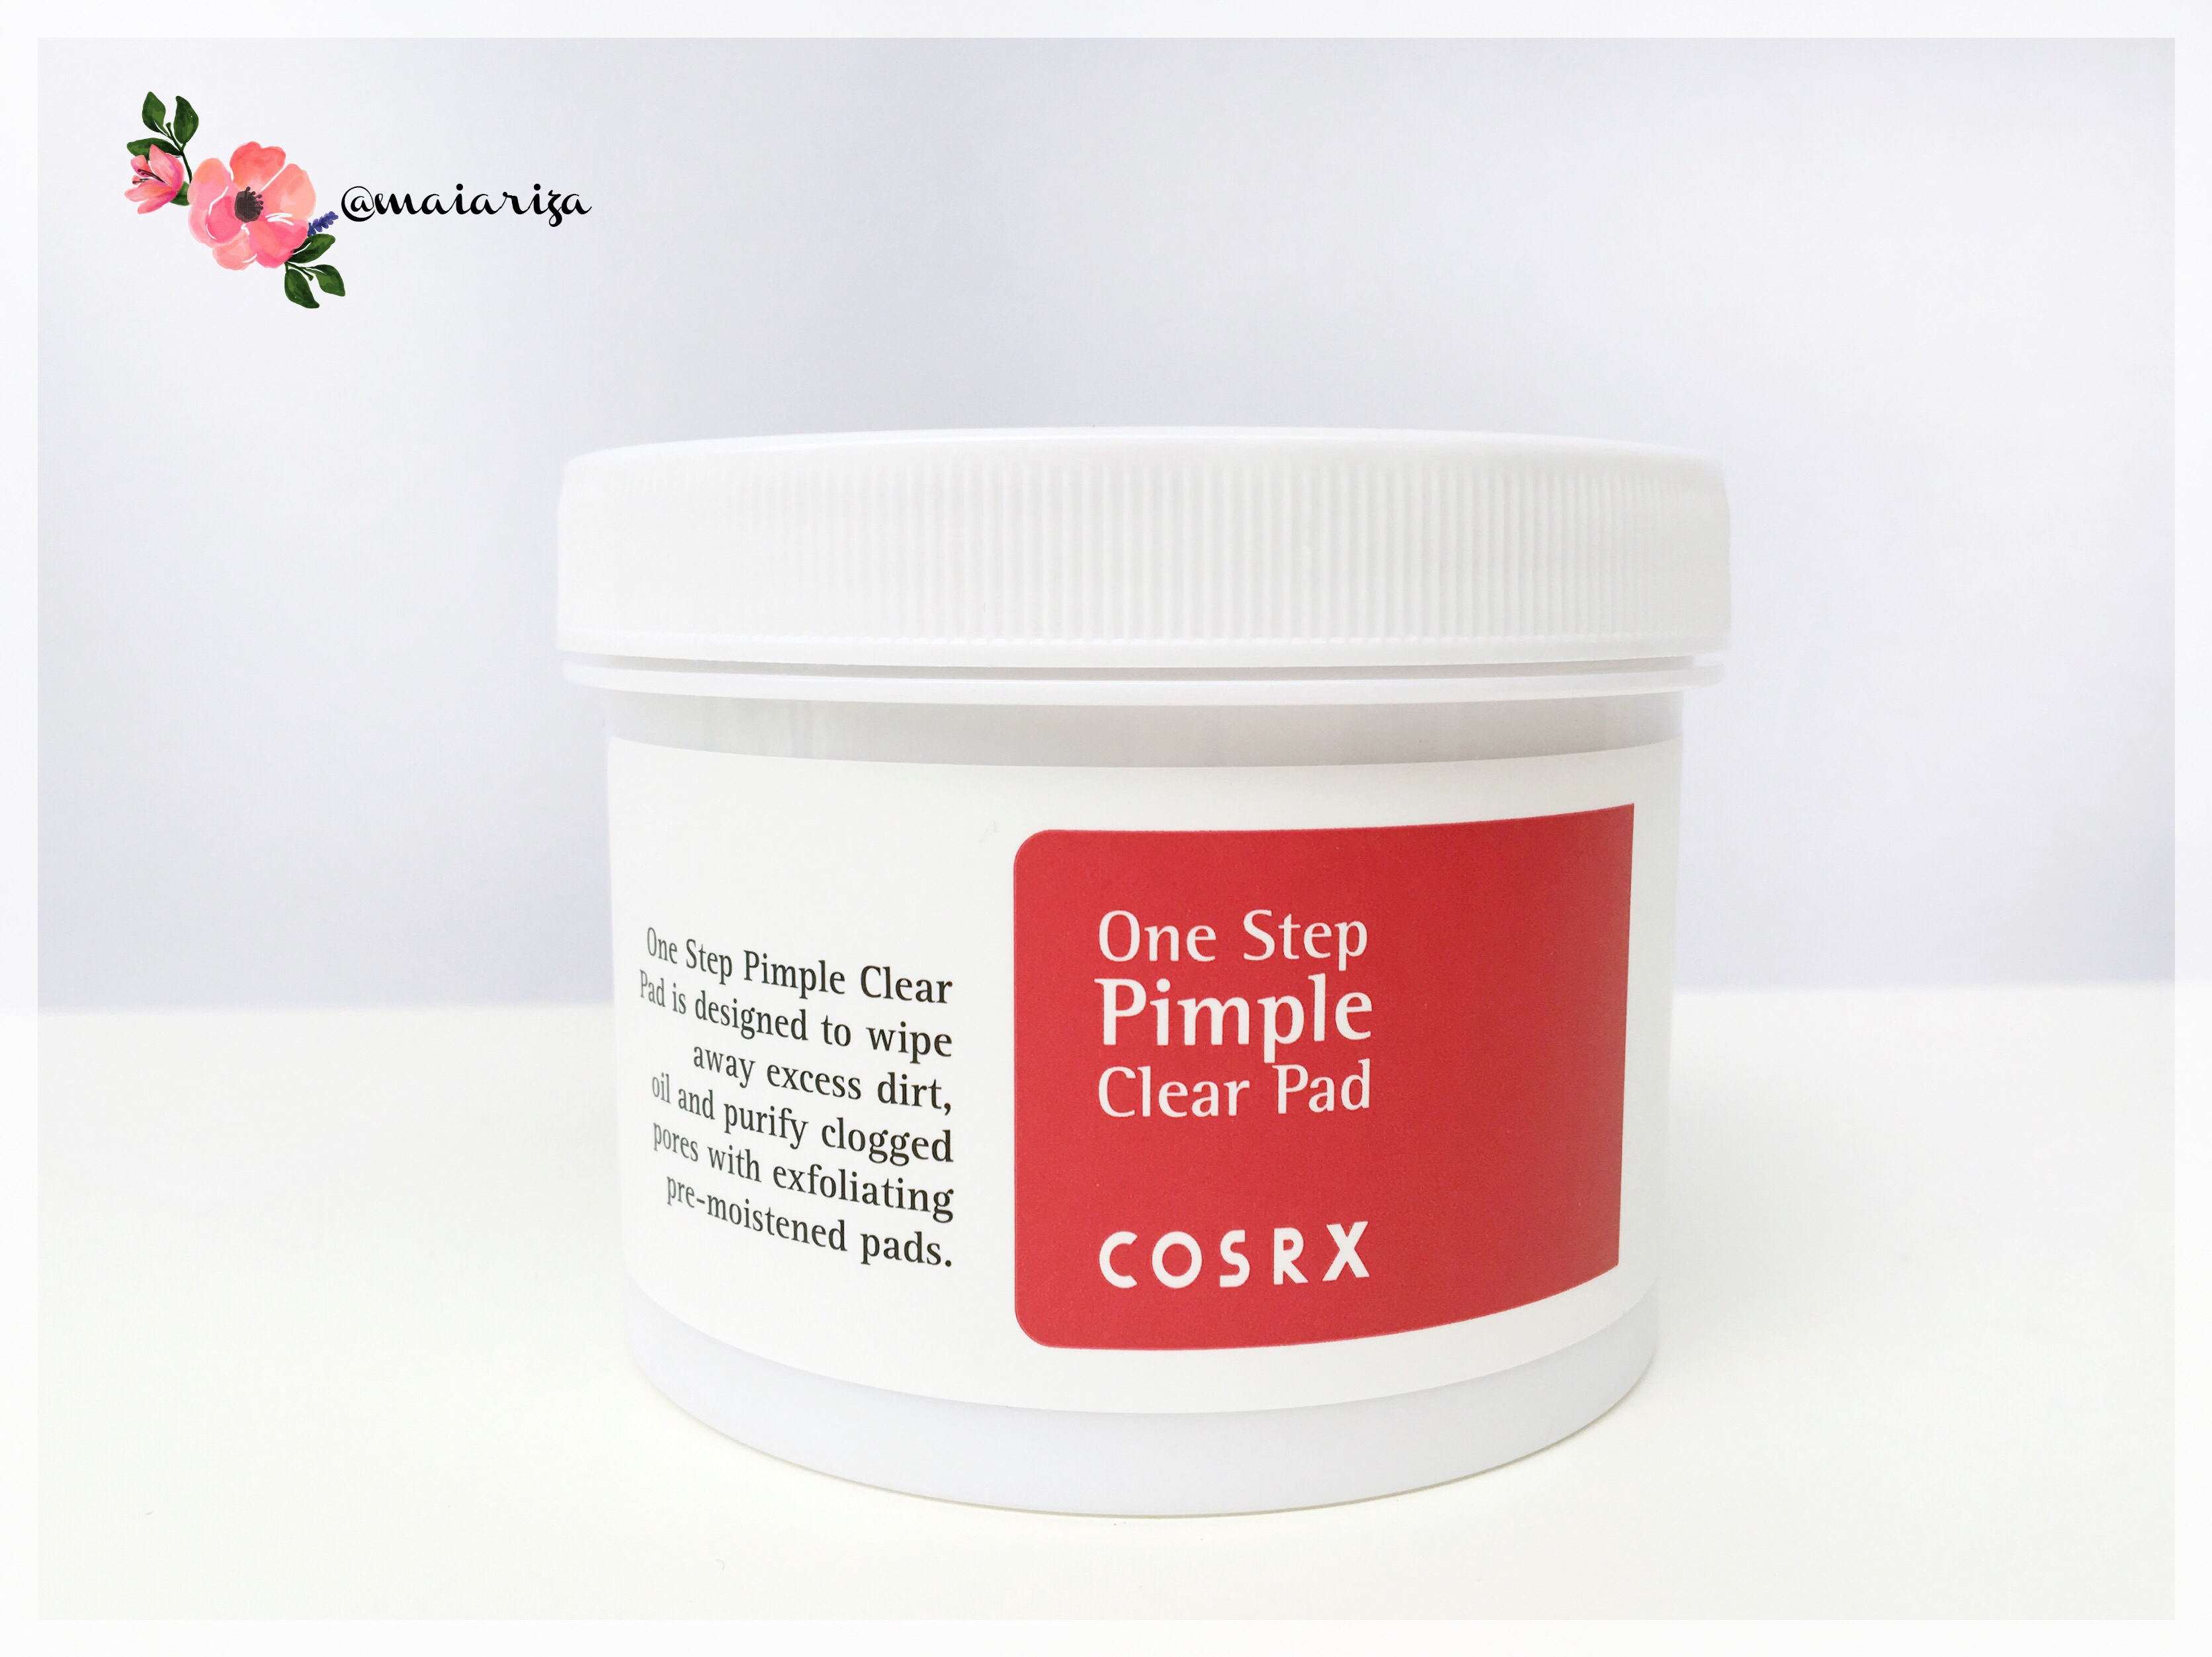 @maiariza
One Step Pimple Clear
Pad is designed to wipe
away excess dirt,
oil and purify clogged
pores with exfoliating
pre-moistened pads.
One Step
Pimple
Clear Pad
COSRX